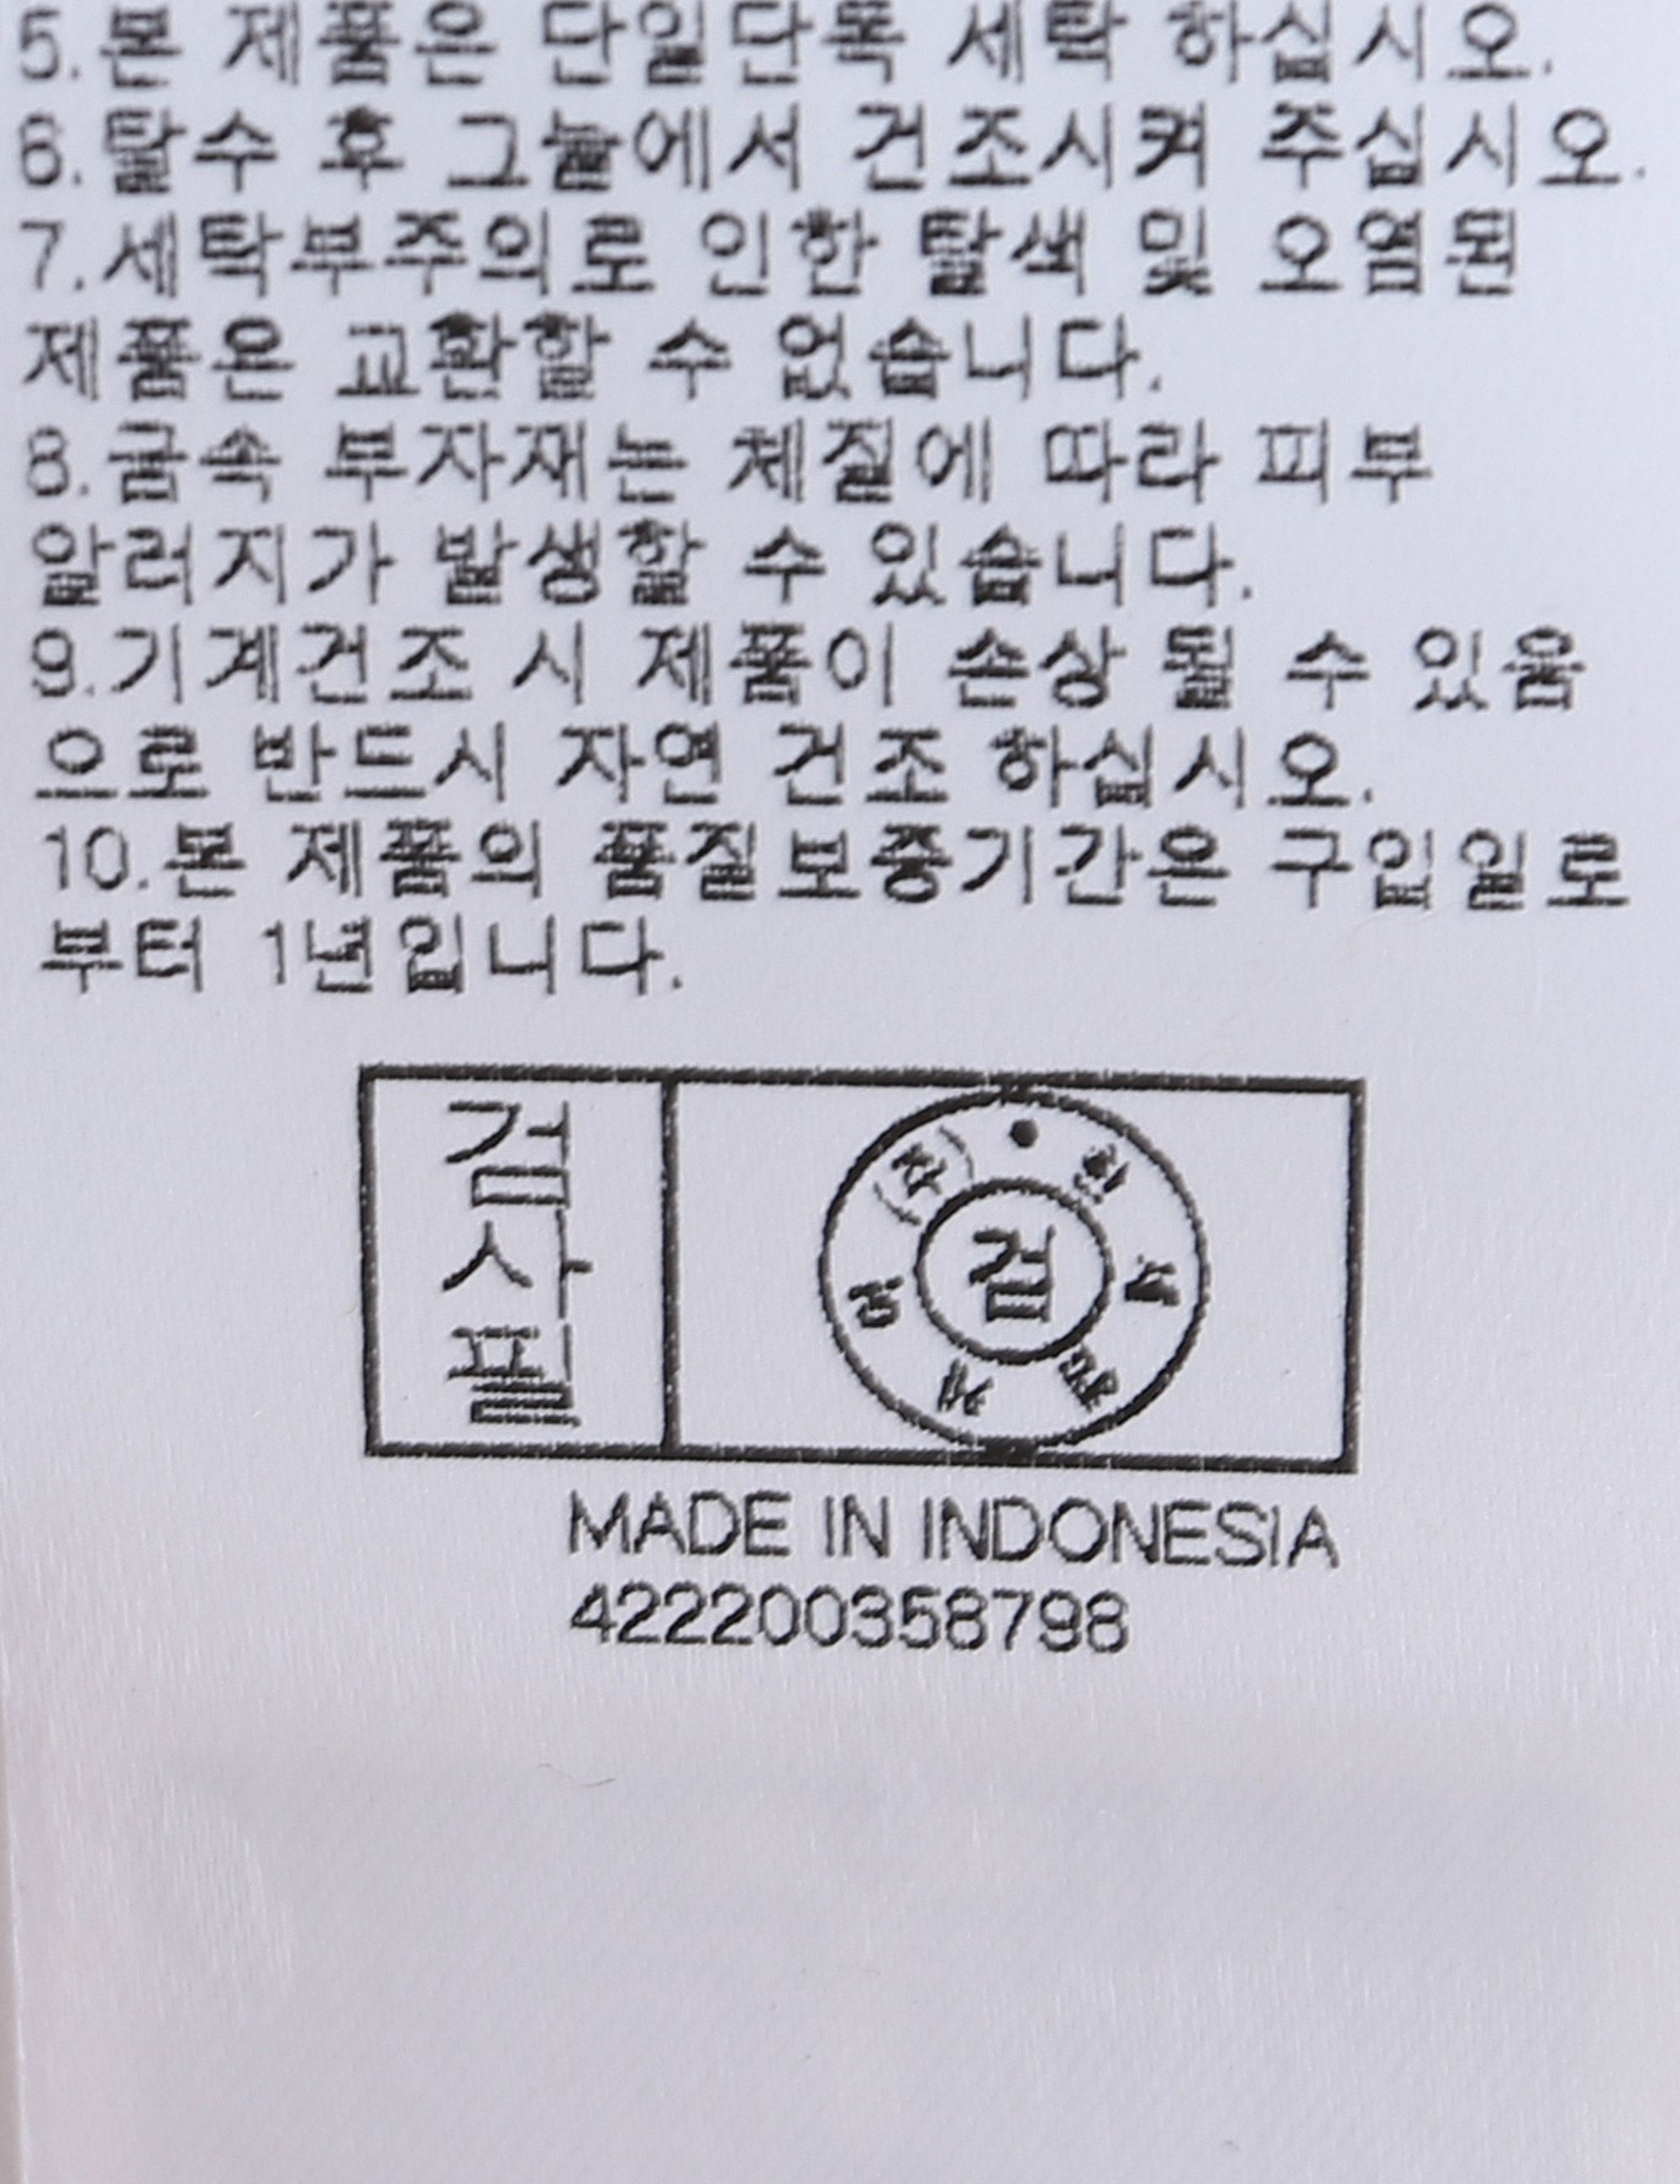 5.본 제품은 단일단독 세탁 하십시오.
6.탈수 후 그늘에서 건조시켜 주십시오.
7.세탁부주의로 인한 탈색 및 오염된
제품은 교환할 수 없습니다.
8.금속 부자재는 체질에 따라 피부
알러지가 발생할 수 있습니다.
9.기계건조 시 제품이 손상 될 수 있음
으로 반드시 자연 건조 하십시오.
10.본 제품의 품질보증기간은 구입일로
부터 1년입니다.
검
사
필
검
MADE IN INDONESIA
422200358798